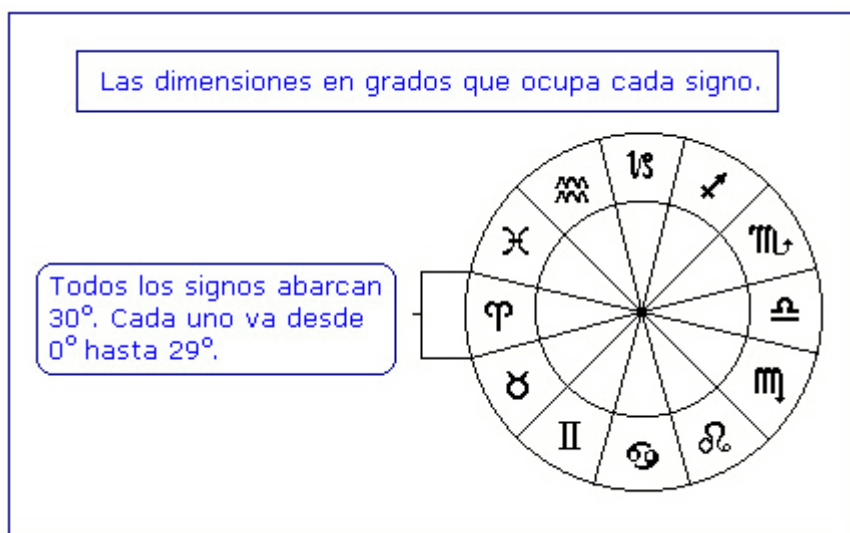 Las dimensiones en grados que ocupa cada signo.
Todos los signos abarcan
30°. Cada uno va desde
0° hasta 29°.